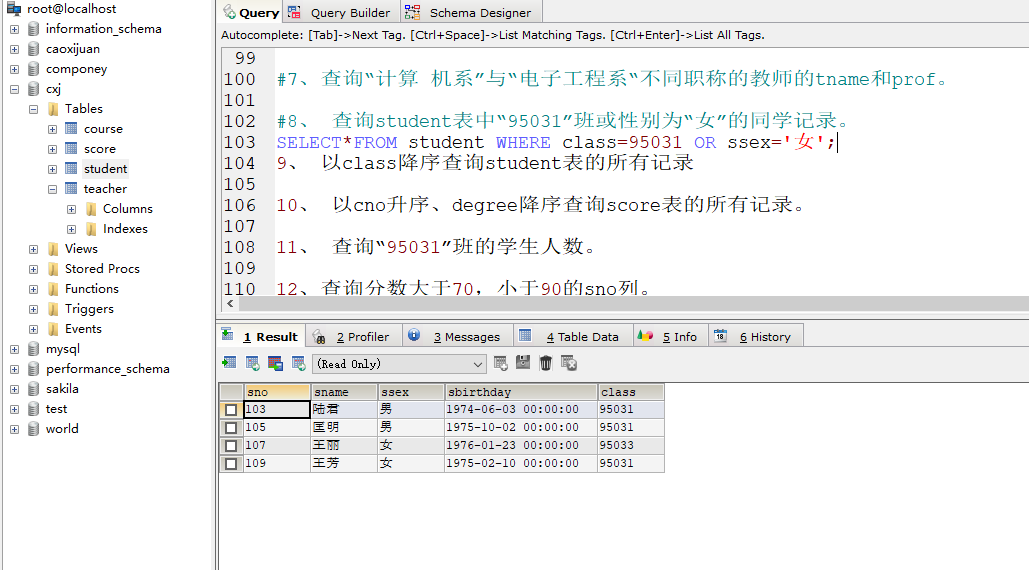 root@localhost
information_schema
caoxijuan
componey
cxj
Tables
course
score
student
teacher
Columns
Indexes
Views
Stored Procs
Functions
Triggers
Events
mysql
performance_schema
sakila
test
world
Query Query Builder Schema Designer
Autocomplete: [Tab]->Next Tag. [Ctrl+Space]->List Matching Tags. [Ctrl+Enter]->List All Tags.
99
100 #7、查询“计算 机系”与“电子工程系“不同职称的教师的tname和prof。
101
102 #8、 查询student表中“95031”班或性别为“女”的同学记录。
103 SELECT*FROM student WHERE class=95031 OR ssex='女';
104 9、 以class降序查询student表的所有记录
105
106 10、 以cno升序、degree降序查询score表的所有记录。
107
108 11、 查询“95031”班的学生人数。
109
110 12、查询分数大于70，小于90的sno列。
1 Result 2 Profiler 3 Messages 4 Table Data 5 Info 18 6 History
(Read Only)
sno sname ssex sbirthday class
103 陆君 男 1974-06-03 00:00:00 95031
105 匡明 男 1975-10-02 00:00:00 95031
107 王丽 女 1976-01-23 00:00:00 95033
109 王芳 女 1975-02-10 00:00:00 95031